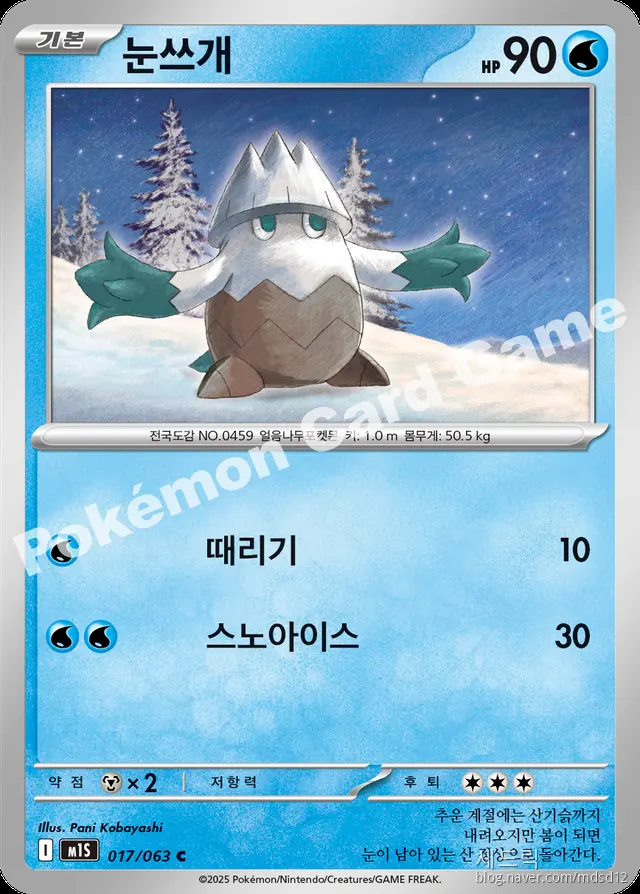 기본
눈쓰개
HP 90
전국도감 NO.0459 얼음나무포켓몬 키: 1.0 m 몸무게: 50.5 kg
Pokémon Card Game
때리기 10
스노아이스 30
약점 ×2 저항력 후퇴
Illus. Pani Kobayashi
추운 계절에는 산기슭까지
내려오지만 봄이 되면
눈이 남아 있는 산 정상으로 돌아간다.
I M1S 017/063 C
blog.naver.com/mdsd12
©2025 Pokémon/Nintendo/Creatures/GAME FREAK.